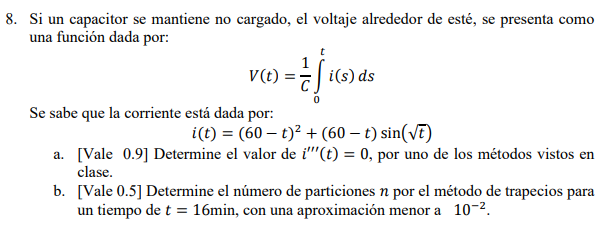 8. Si un capacitor se mantiene no cargado, el voltaje alrededor de esté, se presenta como
una función dada por:
V(t) = 1/C ∫₀ᵗ i(s) ds
Se sabe que la corriente está dada por:
i(t) = (60 − t)² + (60 − t) sin(√t)
a. [Vale 0.9] Determine el valor de i′′′(t) = 0, por uno de los métodos vistos en
clase.
b. [Vale 0.5] Determine el número de particiones n por el método de trapecios para
un tiempo de t = 16min, con una aproximación menor a 10⁻².